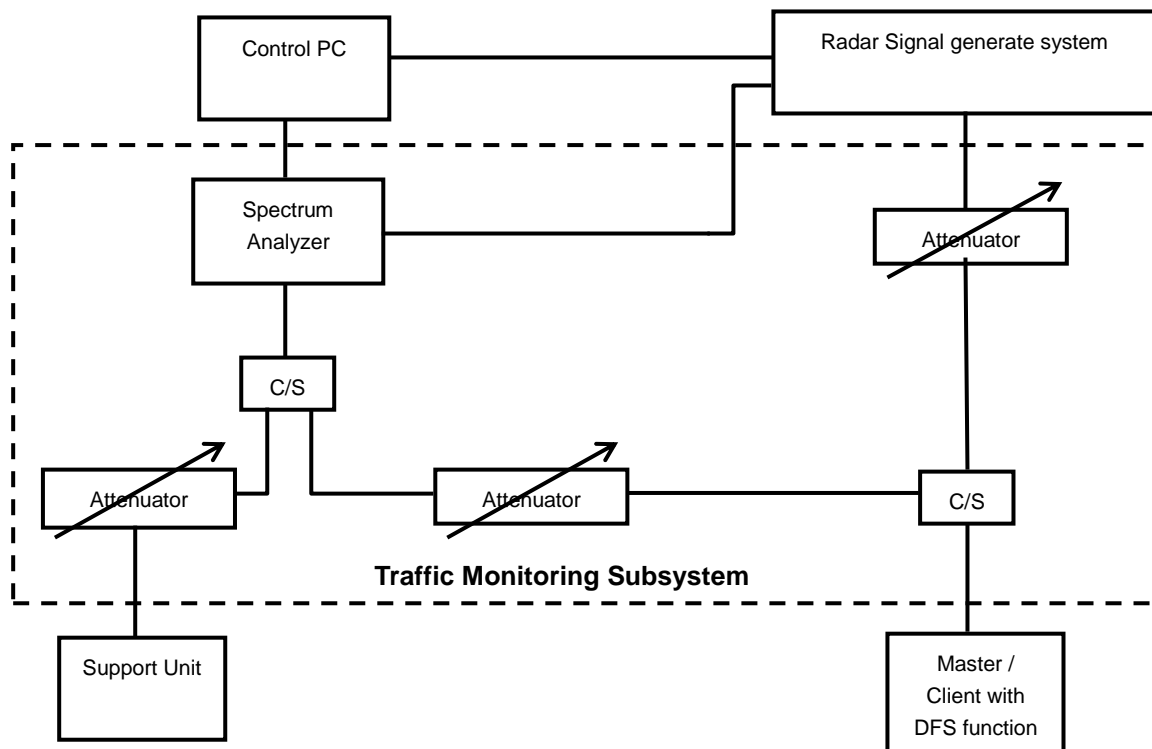 Control PC
Radar Signal generate system
Spectrum
Analyzer
Attenuator
C/S
Attenuator
Attenuator
C/S
Traffic Monitoring Subsystem
Support Unit
Master /
Client with
DFS function